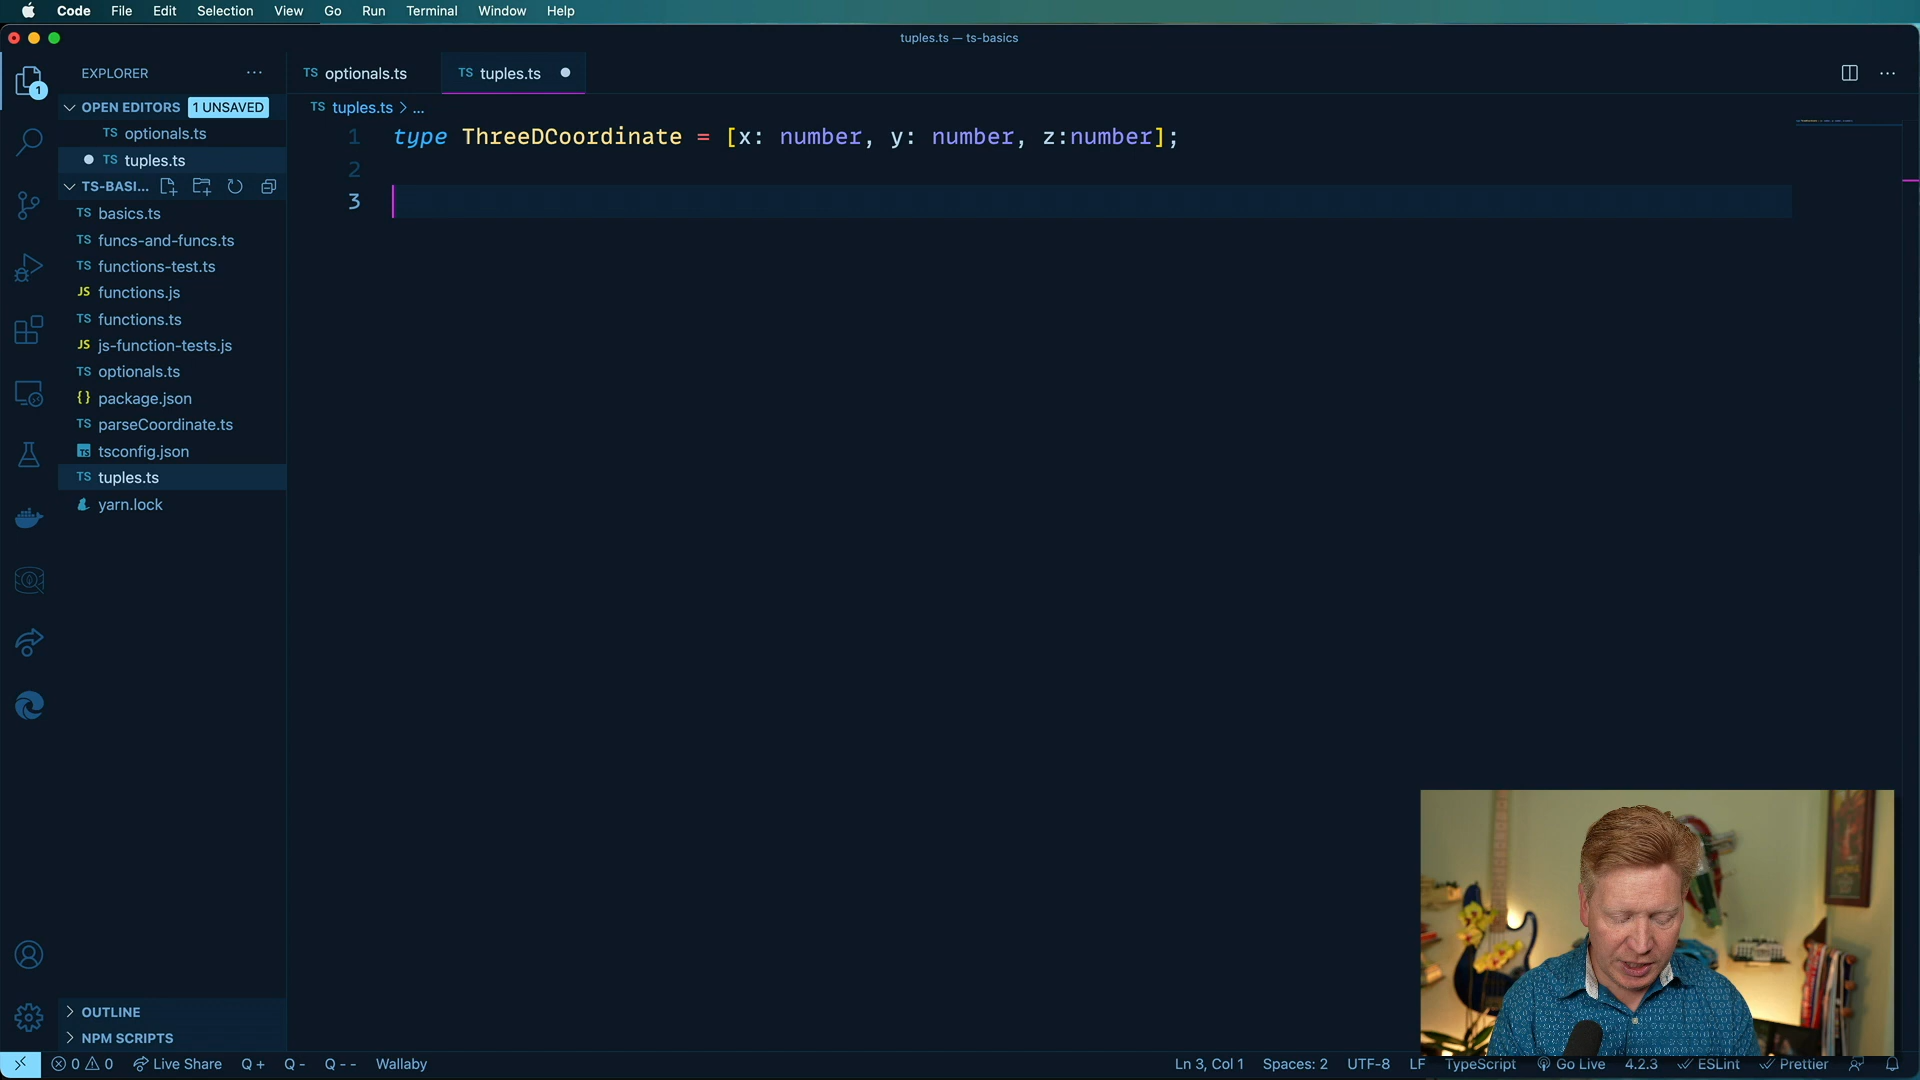 Code File Edit Selection View Go Run Terminal Window Help
tuples.ts — ts-basics
EXPLORER ···
TS optionals.ts
TS tuples.ts
OPEN EDITORS 1 UNSAVED
TS optionals.ts
TS tuples.ts
TS-BASI...
TS basics.ts
TS funcs-and-funcs.ts
TS functions-test.ts
JS functions.js
TS functions.ts
JS js-function-tests.js
TS optionals.ts
{} package.json
TS parseCoordinate.ts
TS tsconfig.json
TS tuples.ts
yarn.lock
OUTLINE
NPM SCRIPTS
1
TS tuples.ts > ...
1 type ThreeDCoordinate = [x: number, y: number, z:number];
2
3
0 0 Live Share Q + Q - Q - - Wallaby
Ln 3, Col 1 Spaces: 2 UTF-8 LF TypeScript Go Live 4.2.3 ESLint Prettier